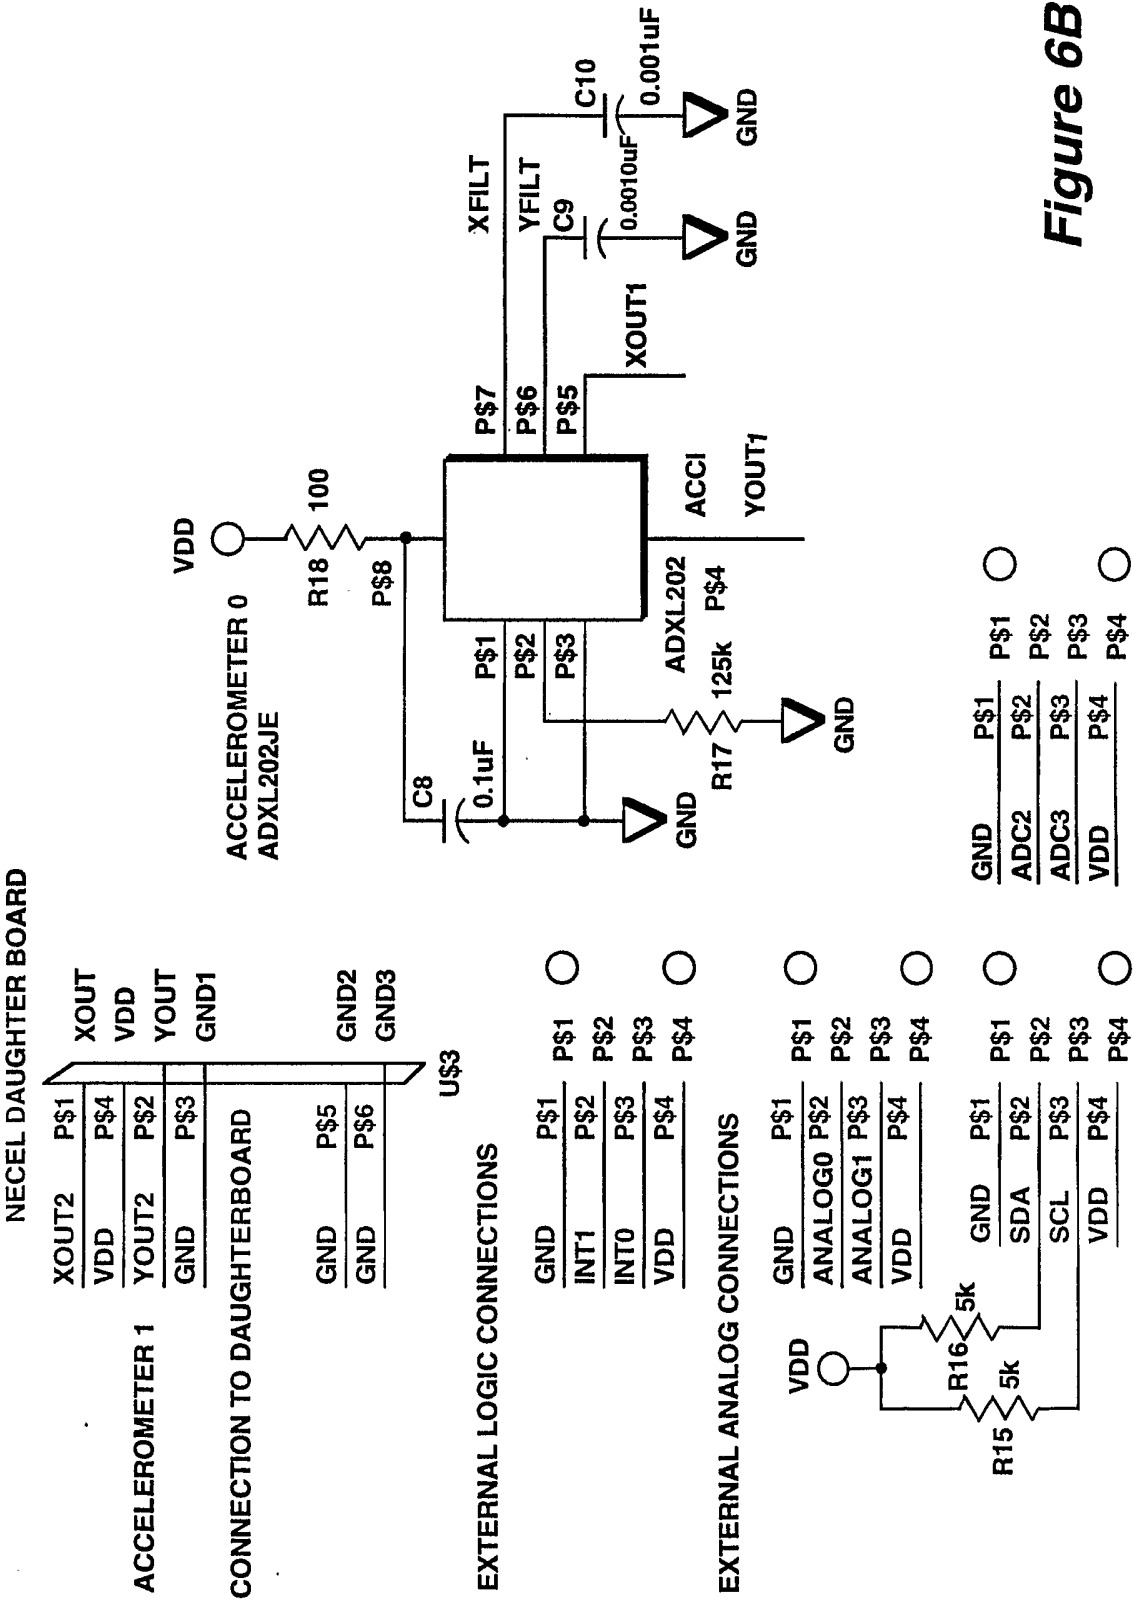 NECEL DAUGHTER BOARD
XOUT2 P$1 XOUT
VDD P$4 VDD
YOUT2 P$2 YOUT
GND P$3 GND1
ACCELEROMETER 1
CONNECTION TO DAUGHTERBOARD
GND P$5 GND2
GND P$6 GND3
U$3
EXTERNAL LOGIC CONNECTIONS
GND P$1 P$1
INT1 P$2 P$2
INT0 P$3 P$3
VDD P$4 P$4
EXTERNAL ANALOG CONNECTIONS
GND P$1 P$1
ANALOG0 P$2 P$2
ANALOG1 P$3 P$3
VDD P$4 P$4
VDD
R16 5k
R15 5k
GND P$1 P$1
SDA P$2 P$2
SCL P$3 P$3
VDD P$4 P$4
ACCELEROMETER 0
ADXL202JE
VDD
R18 100
P$8
C8
0.1uF
P$1
P$2
P$3
GND
R17 125k
GND
ADXL202
P$4
ACCI
YOUT1
P$7
P$6
P$5
XFILT
YFILT
XOUT1
C9
0.0010uF
GND
C10
0.001uF
GND
GND P$1 P$1
ADC2 P$2 P$2
ADC3 P$3 P$3
VDD P$4 P$4
Figure 6B